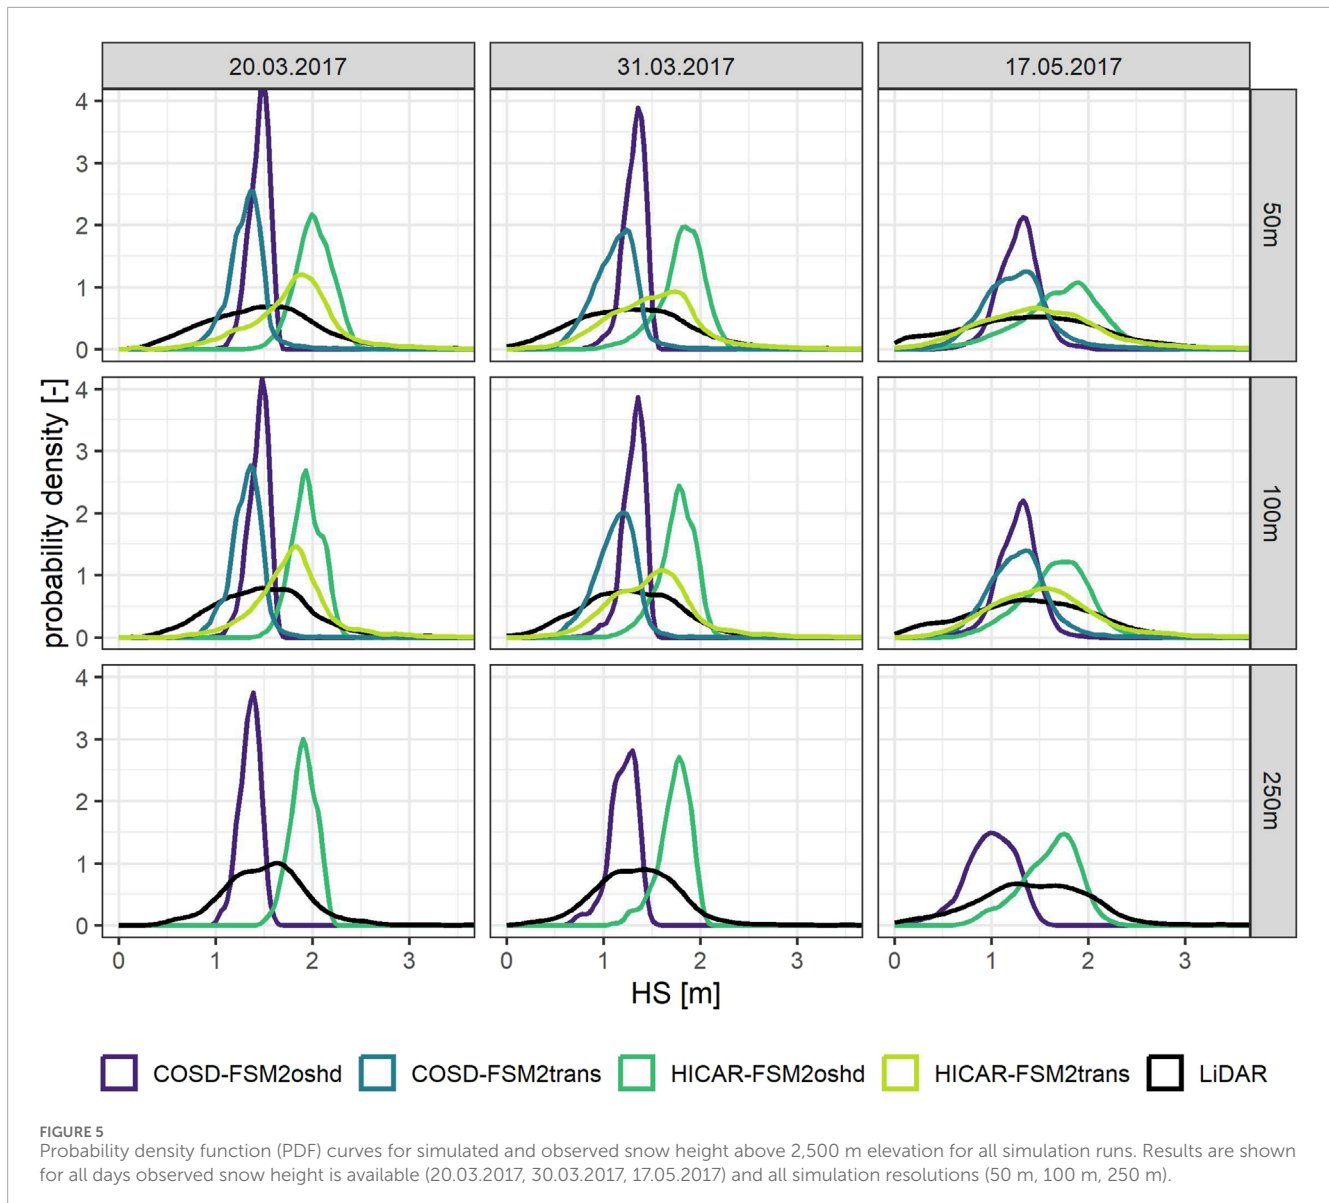 20.03.2017 31.03.2017 17.05.2017
4
3
2
1
0
50m
4
3
2
1
0
100m
4
3
2
1
0
250m
probability density [-]
0 1 2 3 0 1 2 3 0 1 2 3
HS [m]
COSD-FSM2oshd COSD-FSM2trans HICAR-FSM2oshd HICAR-FSM2trans LiDAR
FIGURE 5
Probability density function (PDF) curves for simulated and observed snow height above 2,500 m elevation for all simulation runs. Results are shown
for all days observed snow height is available (20.03.2017, 30.03.2017, 17.05.2017) and all simulation resolutions (50 m, 100 m, 250 m).